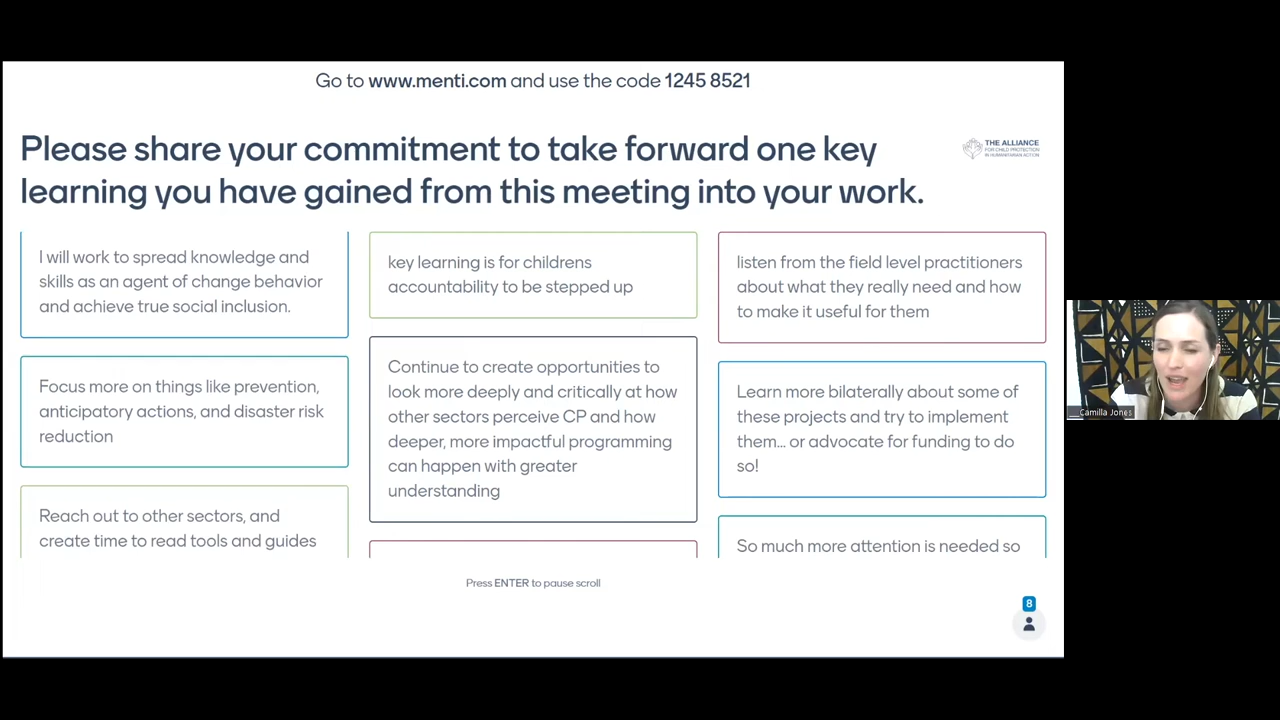 Go to www.menti.com and use the code 1245 8521
Please share your commitment to take forward one key
learning you have gained from this meeting into your work.
THE ALLIANCE
FOR CHILD PROTECTION
IN HUMANITARIAN ACTION
I will work to spread knowledge and
skills as an agent of change behavior
and achieve true social inclusion.
Focus more on things like prevention,
anticipatory actions, and disaster risk
reduction
Reach out to other sectors, and
create time to read tools and guides
key learning is for childrens
accountability to be stepped up
Continue to create opportunities to
look more deeply and critically at how
other sectors perceive CP and how
deeper, more impactful programming
can happen with greater
understanding
listen from the field level practitioners
about what they really need and how
to make it useful for them
Learn more bilaterally about some of
these projects and try to implement
them... or advocate for funding to do
so!
So much more attention is needed so
Press ENTER to pause scroll
8
Camilla Jones